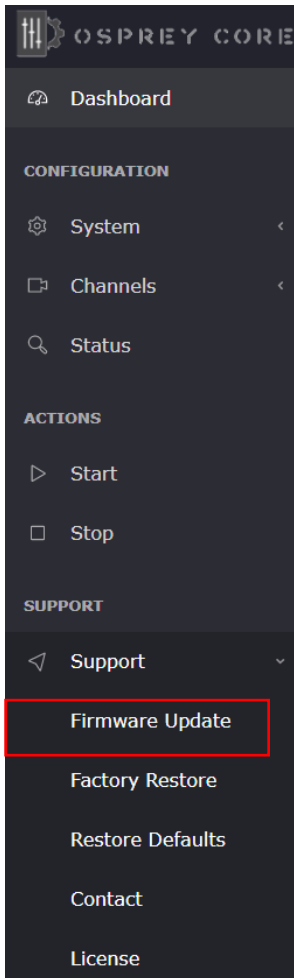 OSPREY CORE
Dashboard
CONFIGURATION
System
Channels
Status
ACTIONS
Start
Stop
SUPPORT
Support
Firmware Update
Factory Restore
Restore Defaults
Contact
License